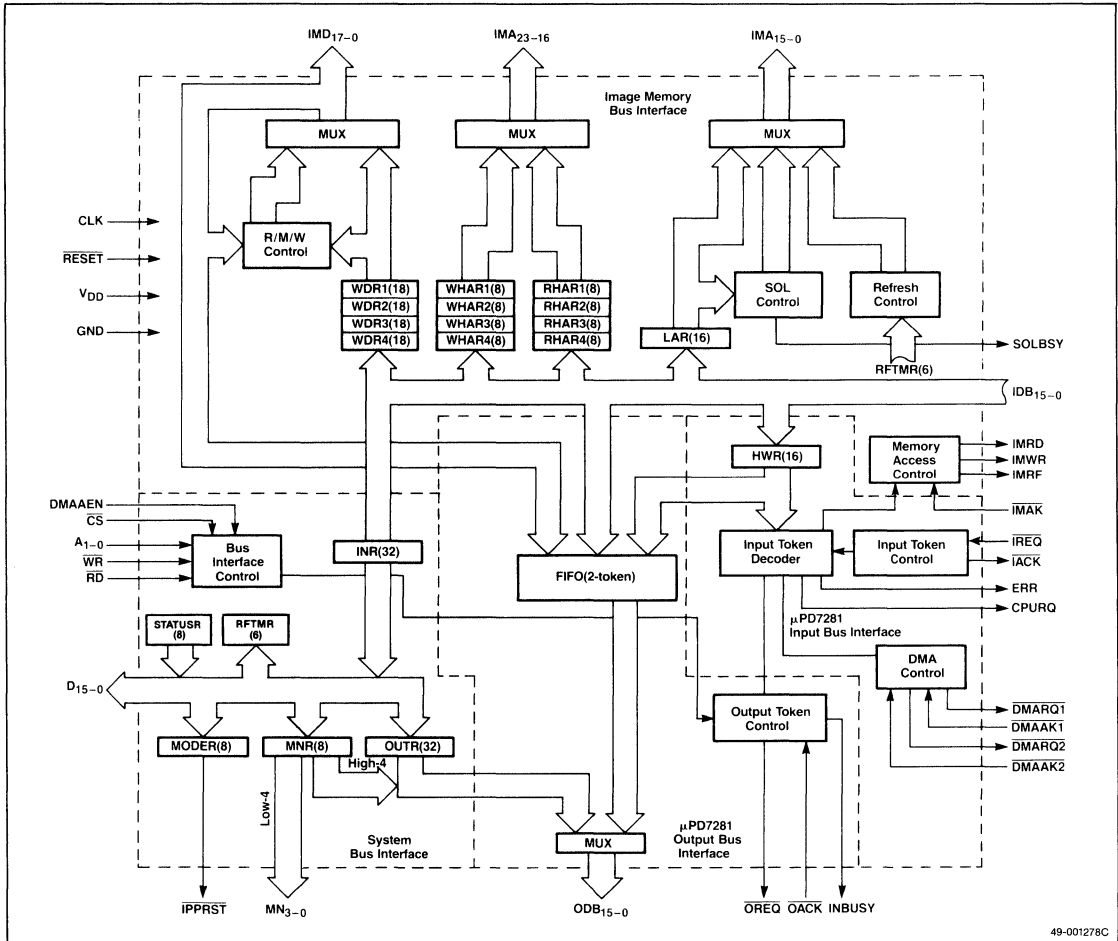 IMD17–0
IMA23–16
IMA15–0
Image Memory
Bus Interface
MUX
MUX
MUX
CLK
RESET
VDD
GND
R/M/W
Control
WDR1(18)
WDR2(18)
WDR3(18)
WDR4(18)
WHAR1(8)
WHAR2(8)
WHAR3(8)
WHAR4(8)
RHAR1(8)
RHAR2(8)
RHAR3(8)
RHAR4(8)
LAR(16)
SOL
Control
Refresh
Control
SOLBSY
RFTMR(6)
IDB15–0
HWR(16)
Memory
Access
Control
IMRD
IMWR
IMRF
IMAK
DMAAEN
CS
A1–0
WR
RD
Bus
Interface
Control
INR(32)
FIFO(2-token)
Input Token
Decoder
Input Token
Control
IREQ
IACK
ERR
CPURQ
μPD7281
Input Bus Interface
STATUSR
(8)
RFTMR
(6)
D15–0
DMA
Control
DMARQ1
DMAAK1
DMARQ2
DMAAK2
Output Token
Control
MODER(8)
MNR(8)
OUTR(32)
High-4
Low-4
System
Bus Interface
MUX
μPD7281
Output Bus
Interface
IPPRST
MN3–0
ODB15–0
OREQ
OACK
INBUSY
49-001278C